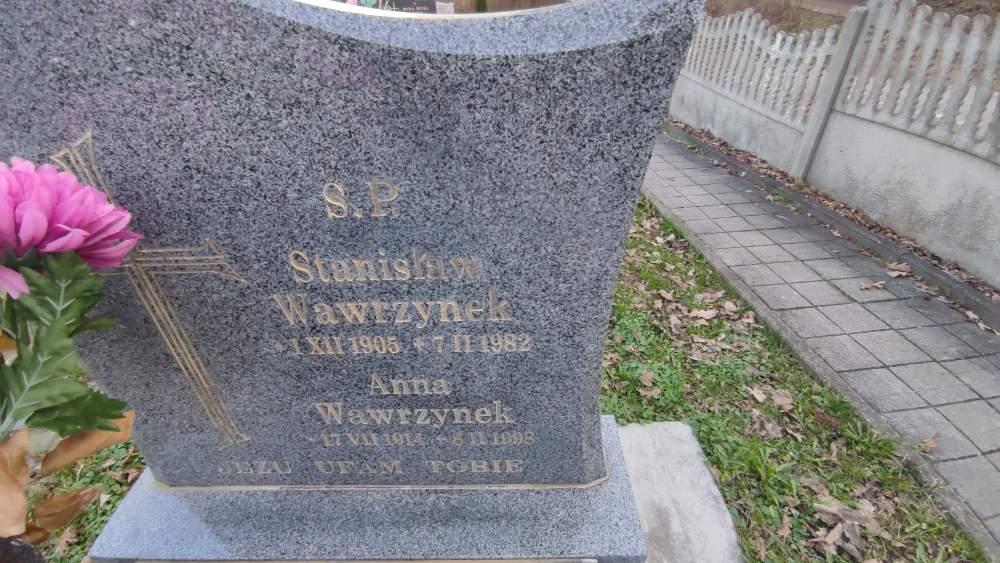 S.P.
Stanisław
Wawrzynek
+1 XII 1905 +7 II 1982
Anna
Wawrzynek
17 VII 1914 +8 II 1998
JEZU UFAM TOBIE